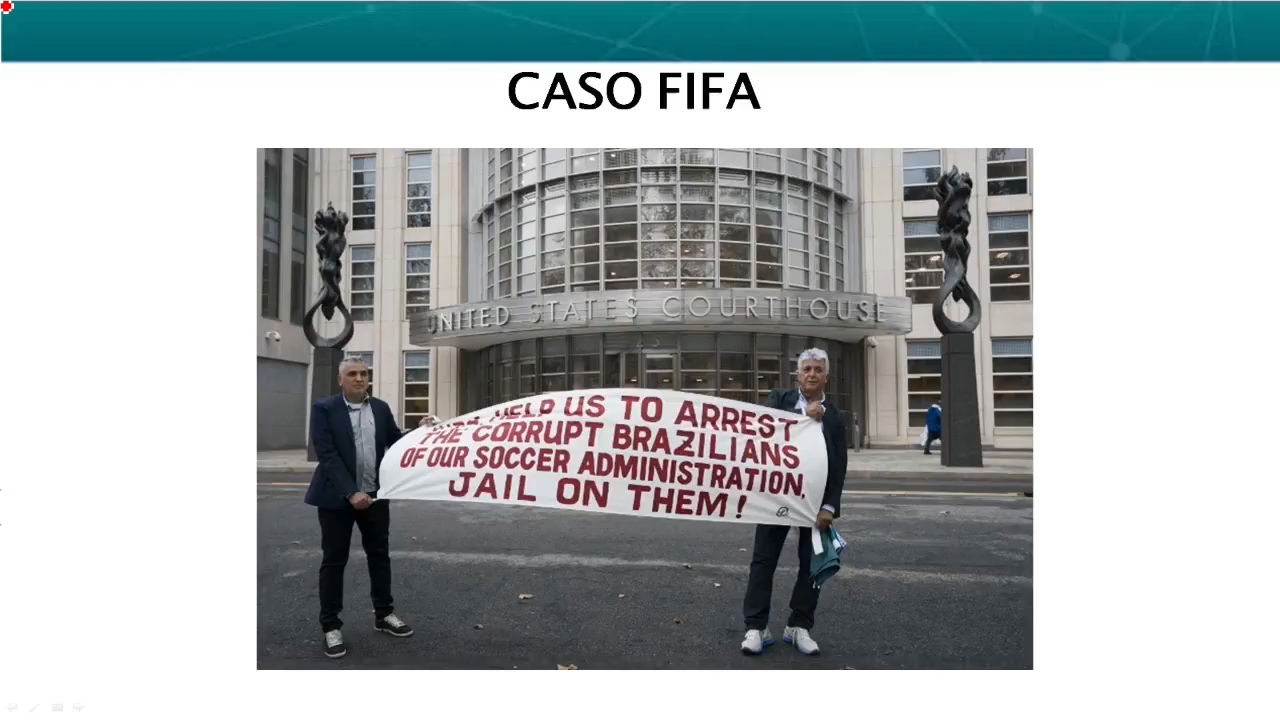 CASO FIFA
UNITED STATES COURTHOUSE
HELP US TO ARREST
THE CORRUPT BRAZILIANS
OF OUR SOCCER ADMINISTRATION,
JAIL ON THEM!